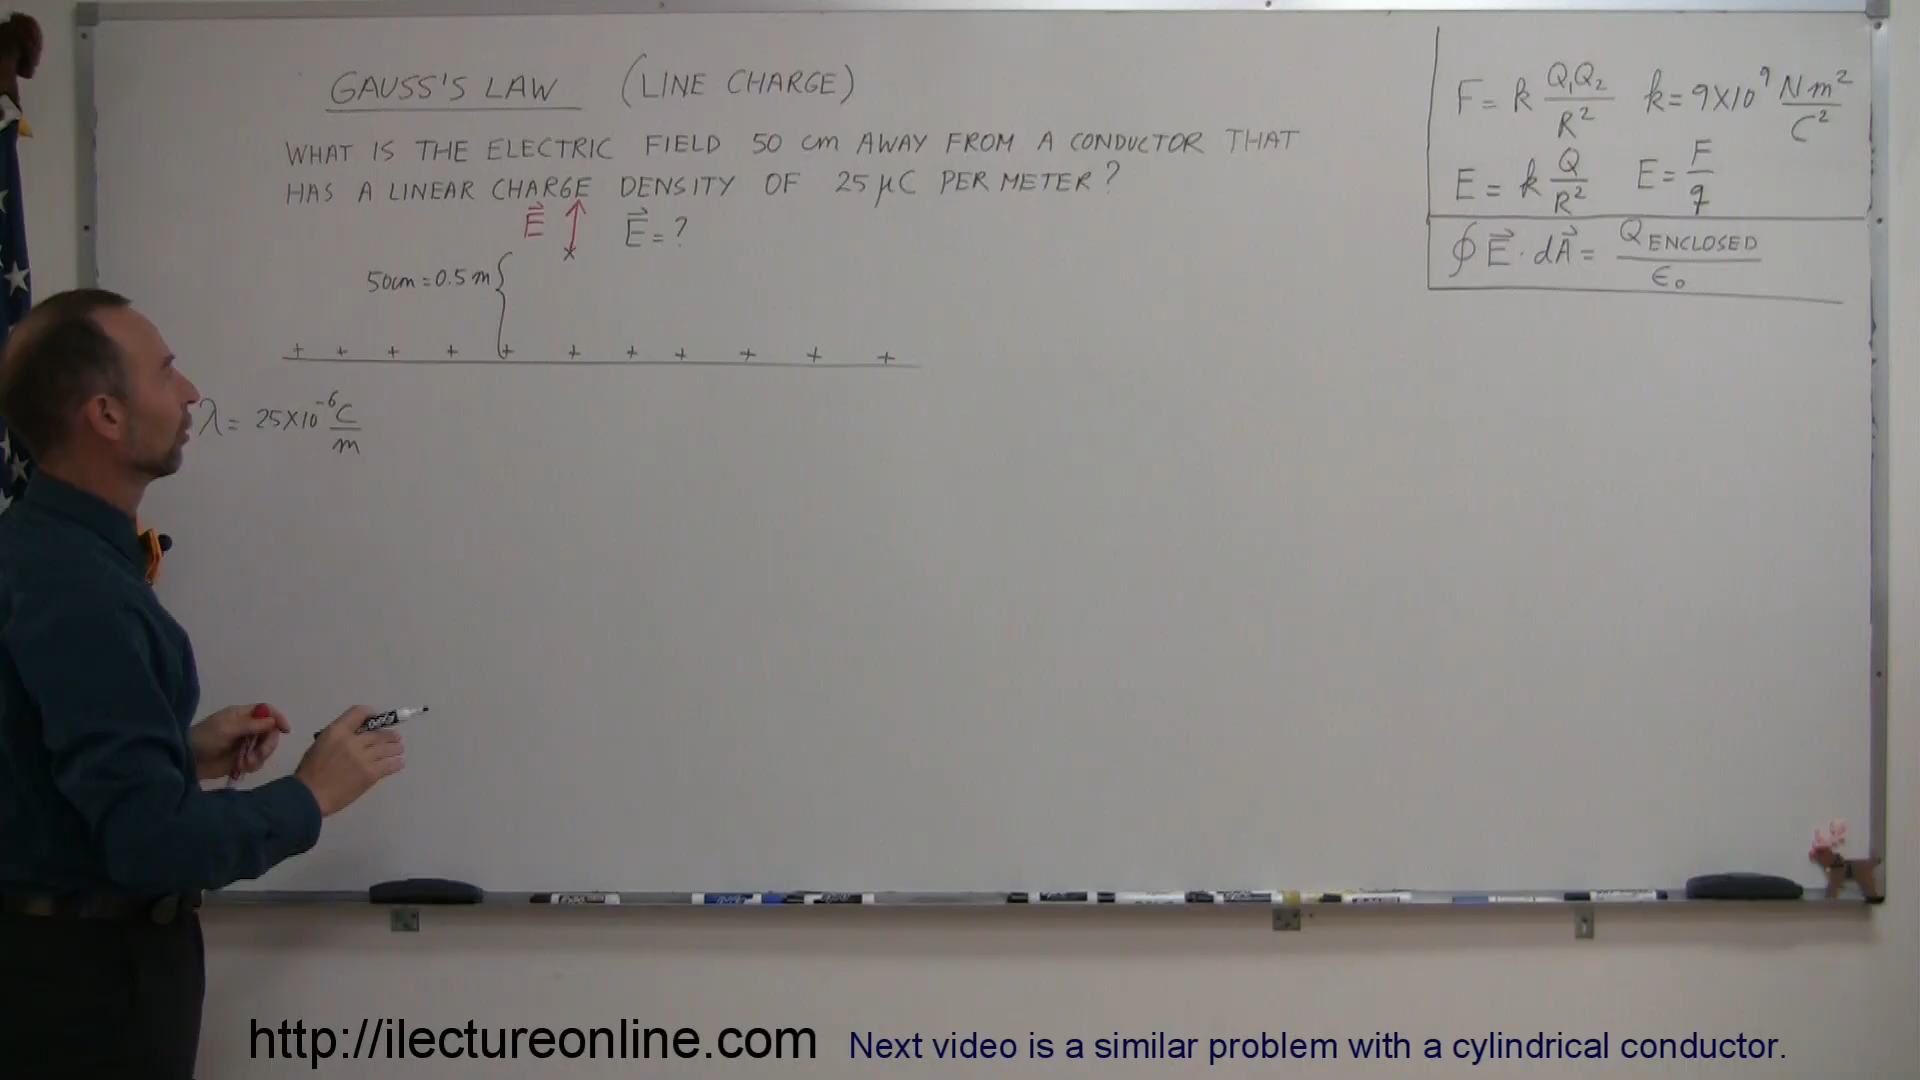 GAUSS'S LAW (LINE CHARGE)
WHAT IS THE ELECTRIC FIELD 50 cm AWAY FROM A CONDUCTOR THAT
HAS A LINEAR CHARGE DENSITY OF 25 μC PER METER?
E⃗ E⃗ = ?
50cm = 0.5 m
+ + + + + + + + + + +
λ = 25×10⁻⁶ C/m
F = k Q₁Q₂/R² k = 9×10⁹ Nm²/C²
E = k Q/R² E = F/q
∮ E⃗ · dA⃗ = Q ENCLOSED/ϵ₀
http://ilectureonline.com Next video is a similar problem with a cylindrical conductor.